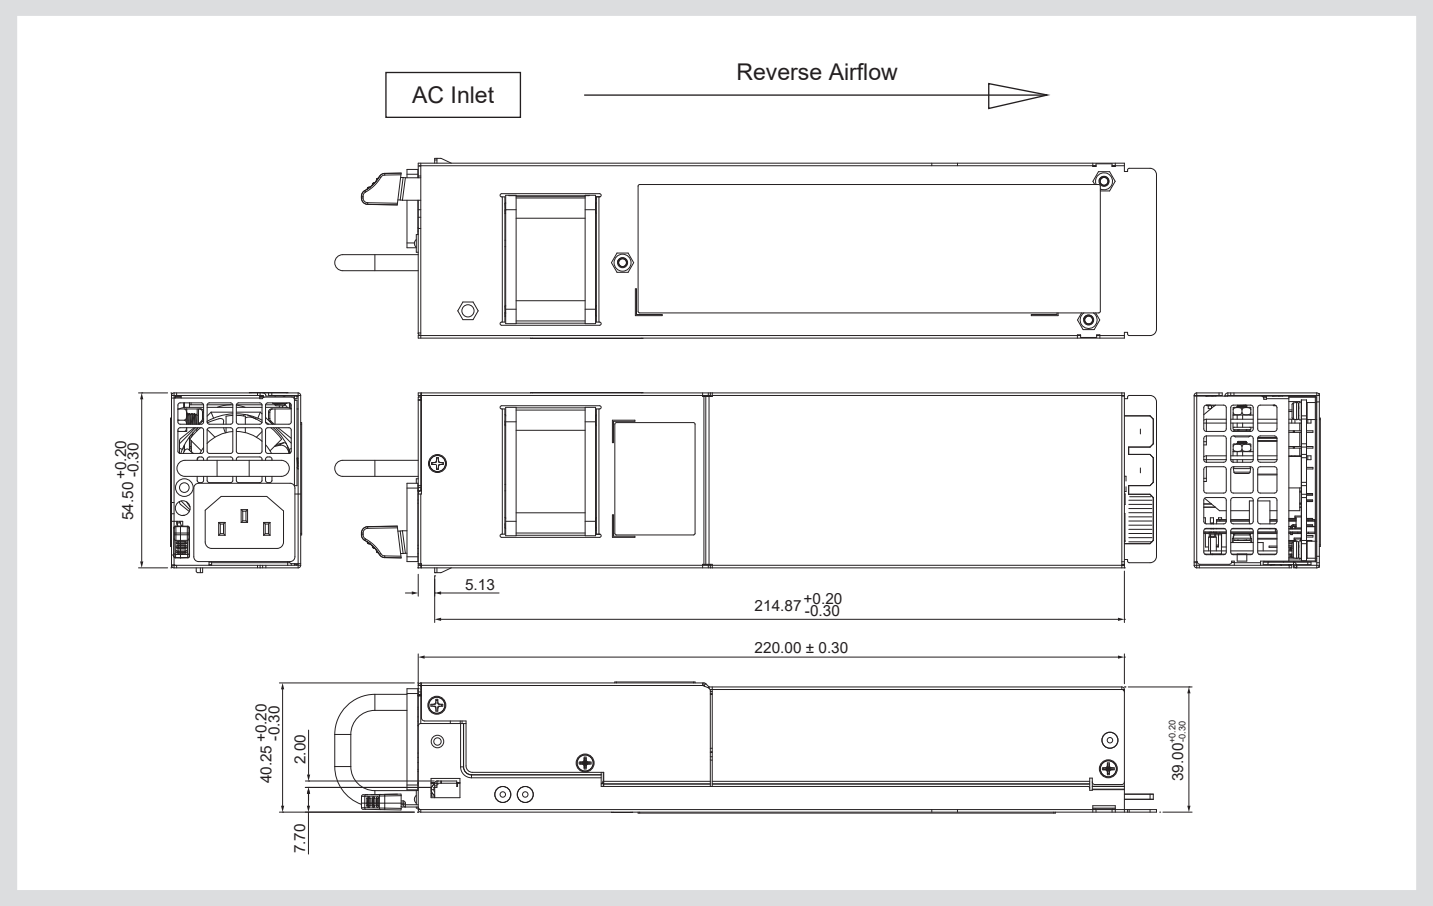 Reverse Airflow
AC Inlet
54.50 +0.20 -0.30
5.13
214.87 +0.20 -0.30
220.00 ± 0.30
40.25 +0.20 -0.30
2.00
7.70
39.00 +0.20 -0.30